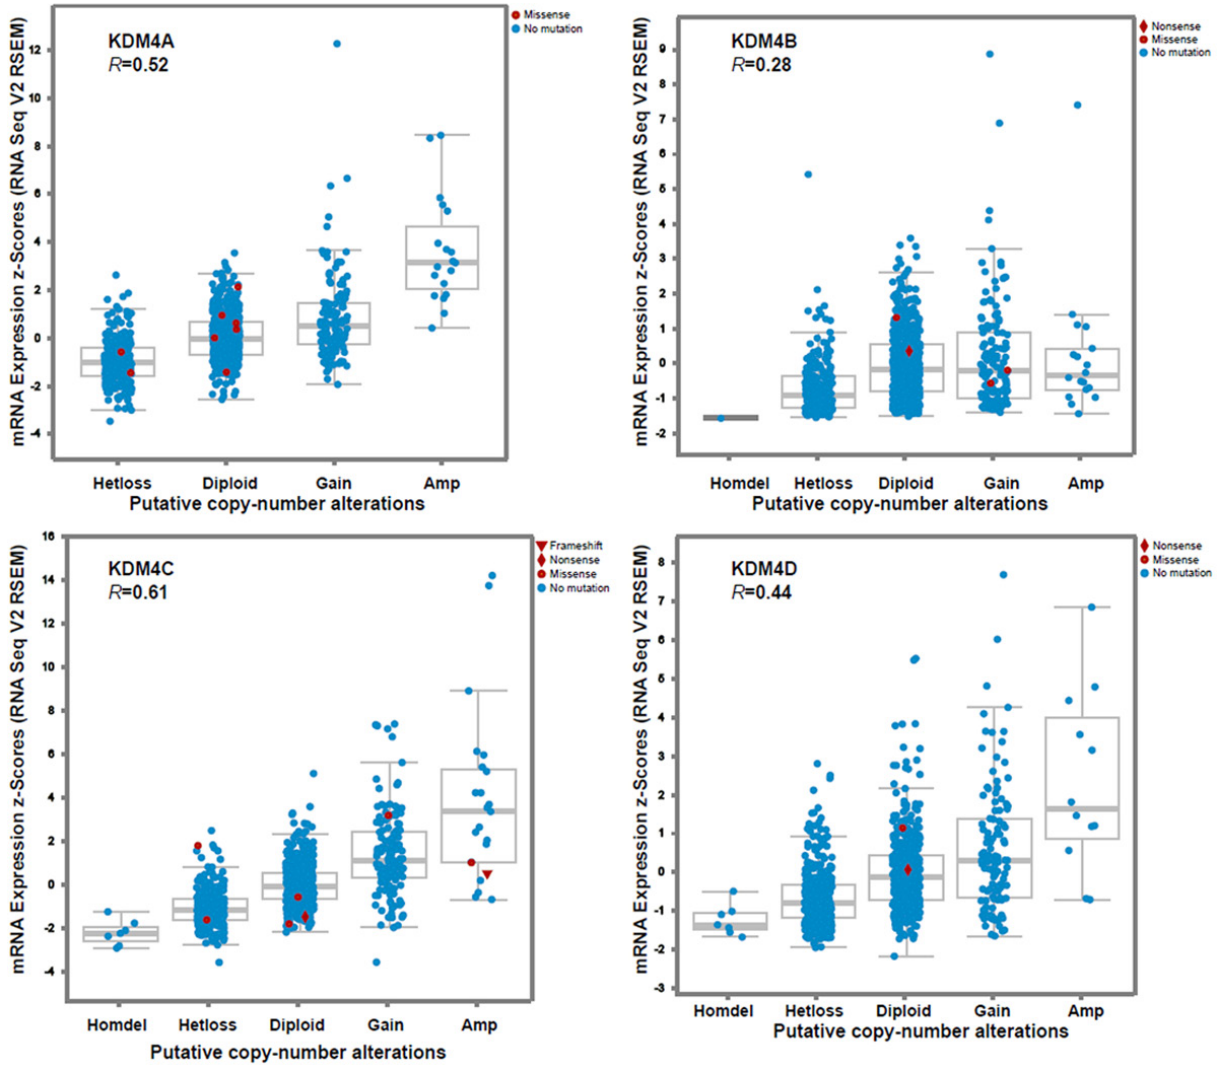 KDM4A
R=0.52
Missense
No mutation
mRNA Expression z-Scores (RNA Seq V2 RSEM)
12
10
8
6
4
2
0
-2
-4
Hetloss Diploid Gain Amp
Putative copy-number alterations
KDM4B
R=0.28
Nonsense
Missense
No mutation
mRNA Expression z-Scores (RNA Seq V2 RSEM)
9
8
7
6
5
4
3
2
1
0
-1
-2
Homdel Hetloss Diploid Gain Amp
Putative copy-number alterations
KDM4C
R=0.61
Frameshift
Nonsense
Missense
No mutation
mRNA Expression z-Scores (RNA Seq V2 RSEM)
16
14
12
10
8
6
4
2
0
-2
-4
Homdel Hetloss Diploid Gain Amp
Putative copy-number alterations
KDM4D
R=0.44
Nonsense
Missense
No mutation
mRNA Expression z-Scores (RNA Seq V2 RSEM)
8
7
6
5
4
3
2
1
0
-1
-2
-3
Homdel Hetloss Diploid Gain Amp
Putative copy-number alterations